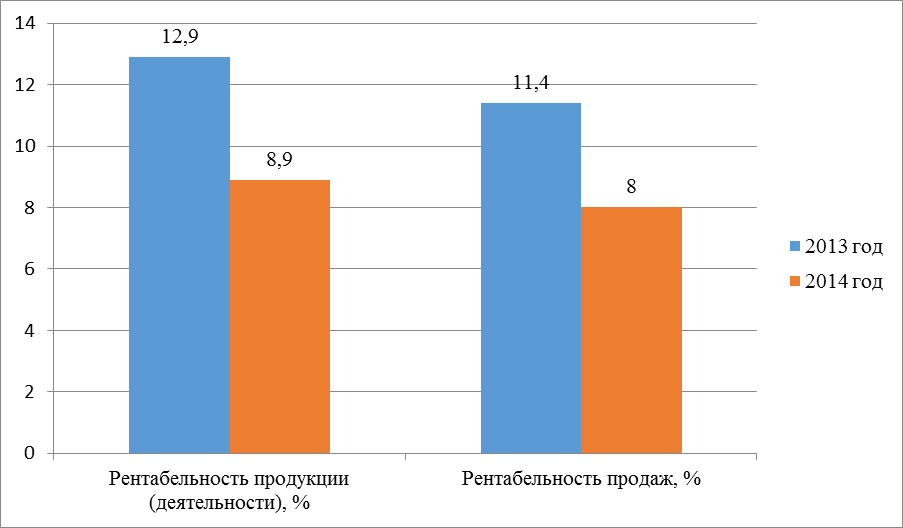 14
12
10
8
6
4
2
0
12,9
8,9
11,4
8
Рентабельность продукции
(деятельности), %
Рентабельность продаж, %
2013 год
2014 год